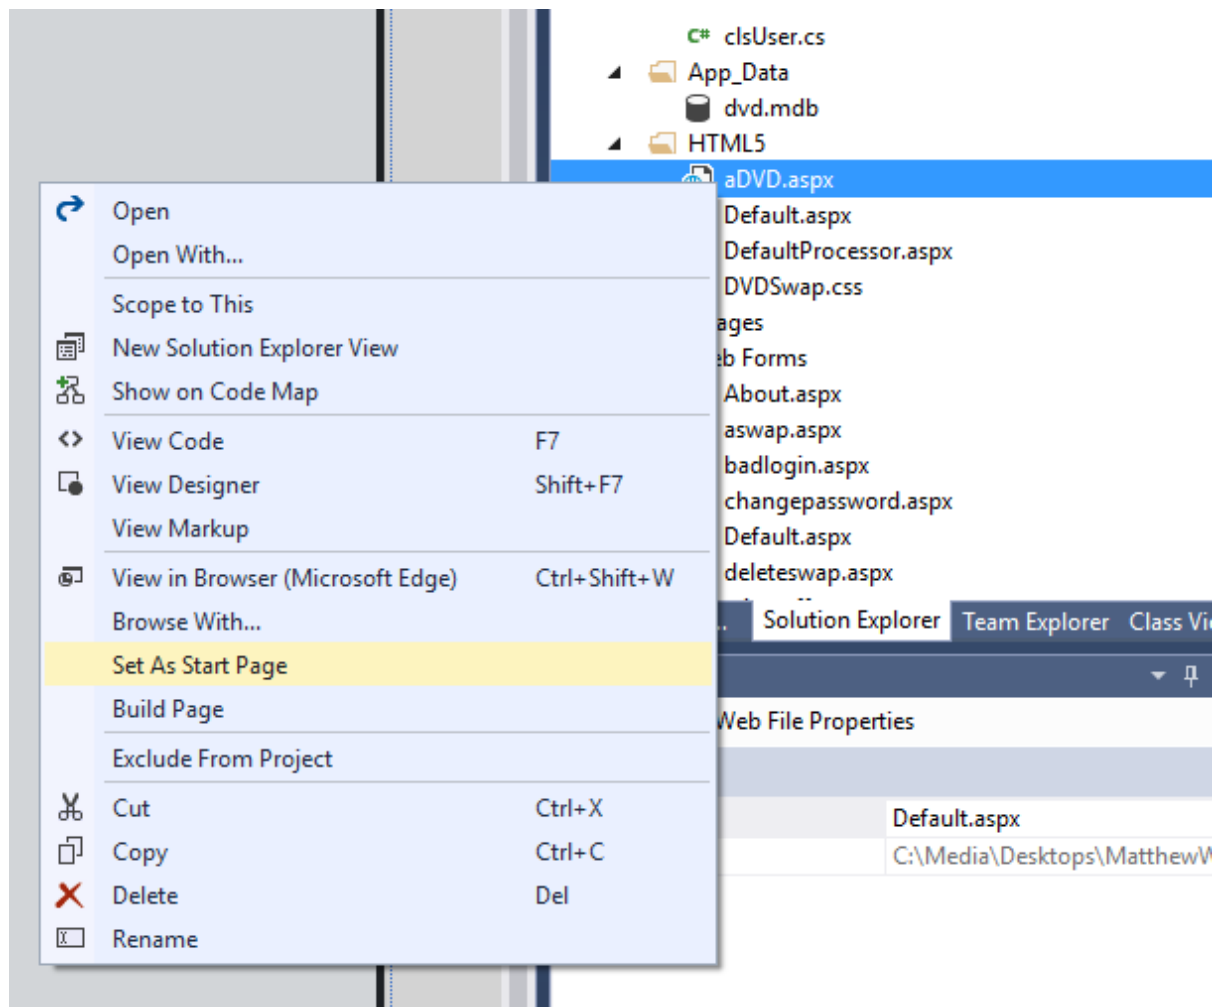 clsUser.cs
App_Data
dvd.mdb
HTML5
aDVD.aspx
Default.aspx
DefaultProcessor.aspx
DVDSwap.css
ages
b Forms
About.aspx
aswap.aspx
badlogin.aspx
changepassword.aspx
Default.aspx
deleteswap.aspx
Solution Explorer Team Explorer Class Vi
Web File Properties
Default.aspx
C:\Media\Desktops\MatthewW
Open
Open With...
Scope to This
New Solution Explorer View
Show on Code Map
View Code F7
View Designer Shift+F7
View Markup
View in Browser (Microsoft Edge) Ctrl+Shift+W
Browse With...
Set As Start Page
Build Page
Exclude From Project
Cut Ctrl+X
Copy Ctrl+C
Delete Del
Rename